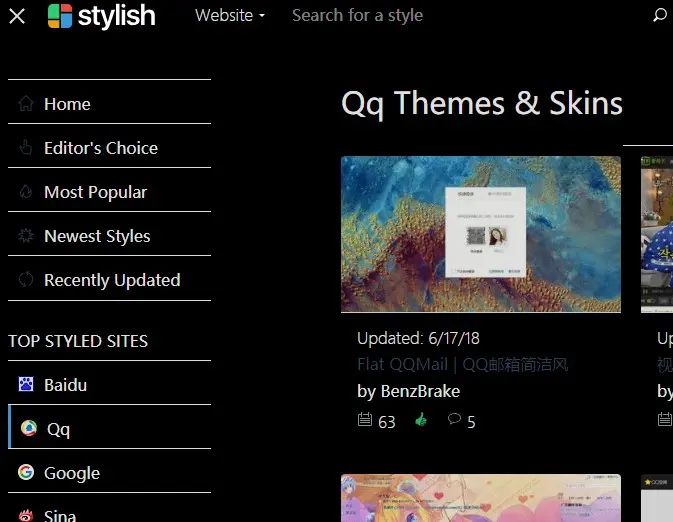 stylish
Website
Search for a style
Home
Editor's Choice
Most Popular
Newest Styles
Recently Updated
TOP STYLED SITES
Baidu
Qq
Google
Sina
Qq Themes & Skins
Updated: 6/17/18
Flat QQMail | QQ邮箱简洁风
by BenzBrake
63
5
Up
视
by